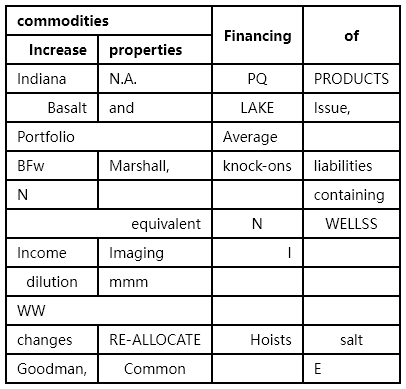 commodities Financing of
Increase properties
Indiana N.A. PQ PRODUCTS
Basalt and LAKE Issue,
Portfolio Average
BFw Marshall, knock-ons liabilities
N containing
equivalent N WELLSS
Income Imaging I
dilution mmm
WW
changes RE-ALLOCATE Hoists salt
Goodman, Common E